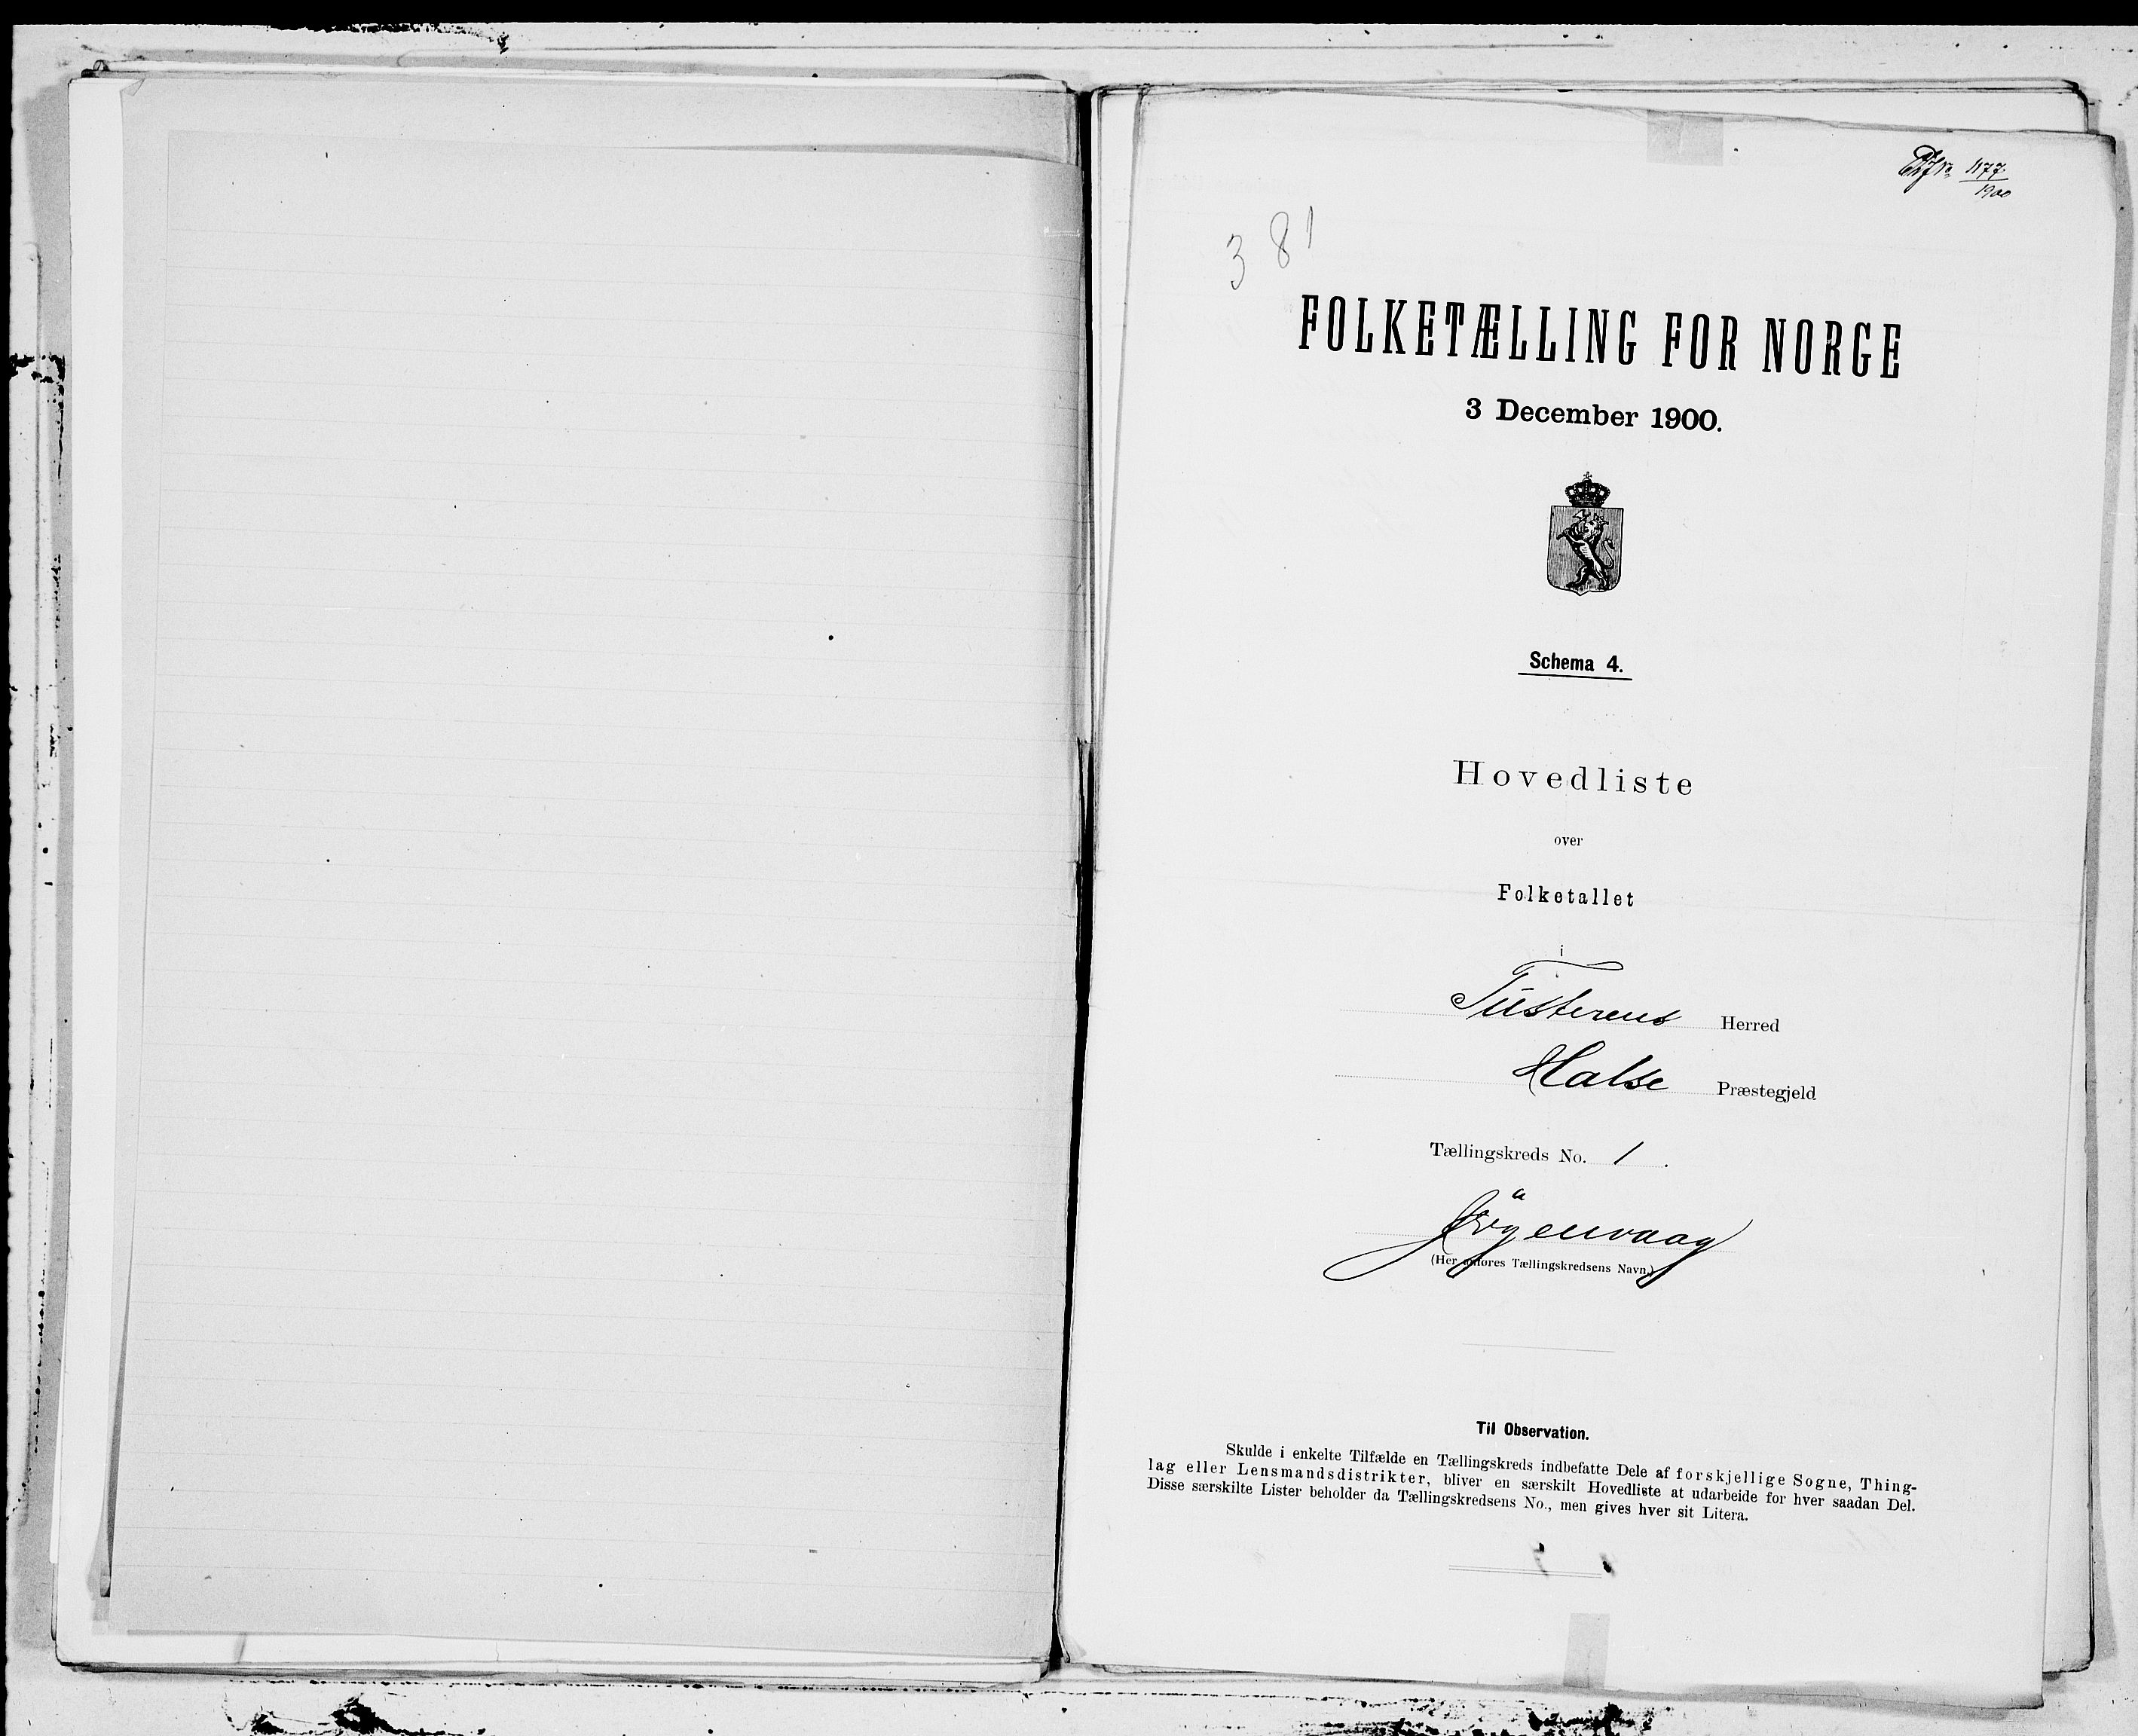 1177
1900
381
FOLKETÆLLING FOR NORGE
3 December 1900.
Schema 4.
Hovedliste
over
Folketallet
i
Tusterens Herred
Halse Præstegjeld
Tællingskreds No. 1.
(Her anføres Tællingskredsens Navn.)
Til Observation.
Skulde i enkelte Tilfælde en Tællingskreds indbefatte Dele af forskjellige Sogne, Thing-
lag eller Lensmandsdistrikter, bliver en særskilt Hovedliste at udarbeide for hver saadan Del.
Disse særskilte Lister beholder da Tællingskredsens No., men gives hver sit Litera.